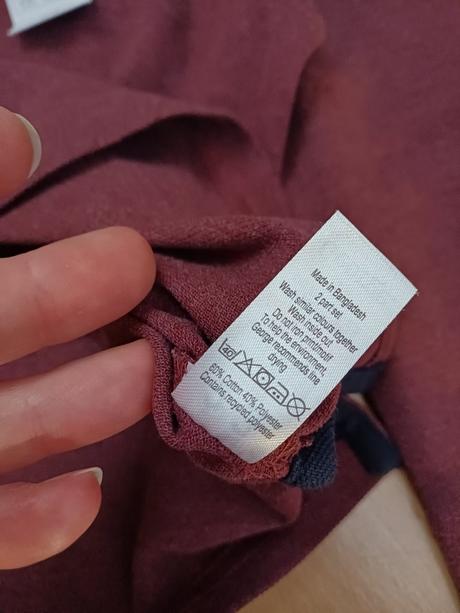 Made in Bangladesh
2 part set
Wash similar colours together
Wash inside out
Do not iron print/motif
To help the environment,
George recommends line
drying
60% Cotton 40% Polyester
Contains recycled polyester